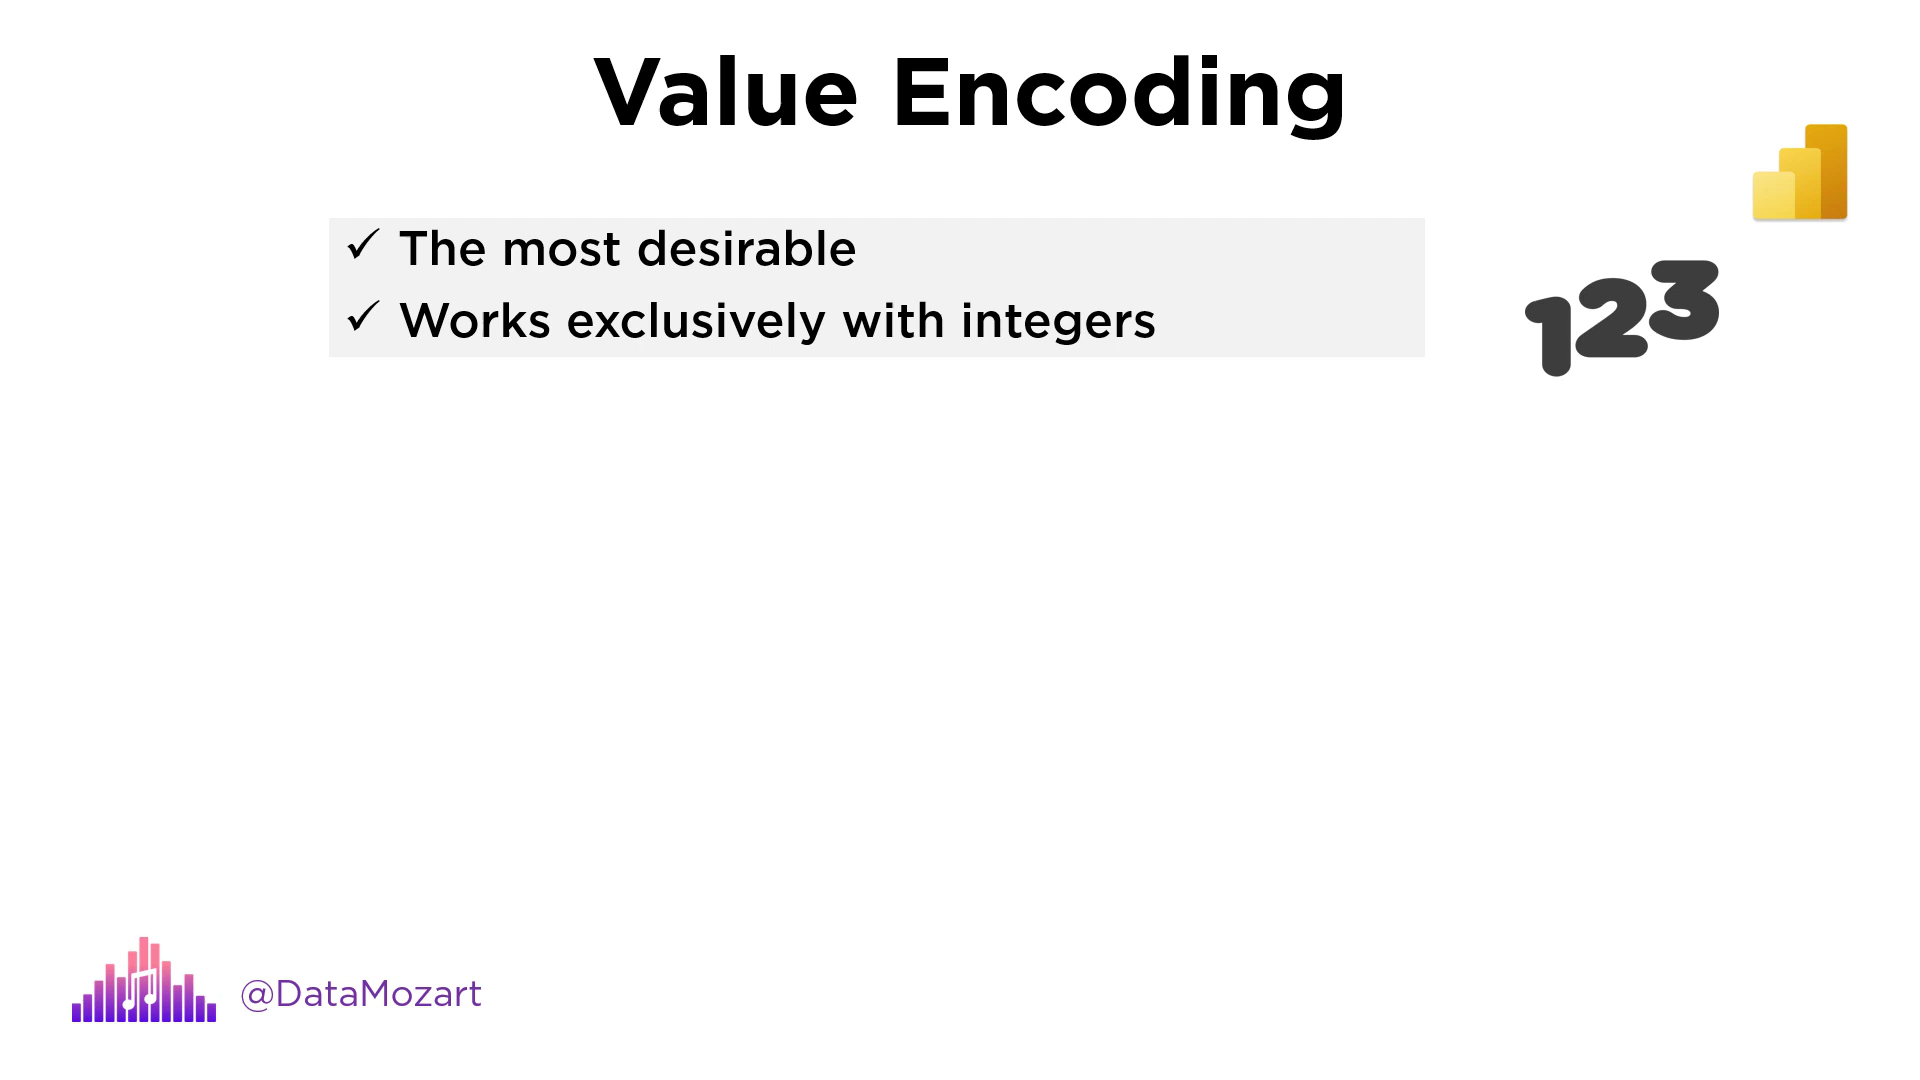 Value Encoding
✓ The most desirable
✓ Works exclusively with integers
123
@DataMozart